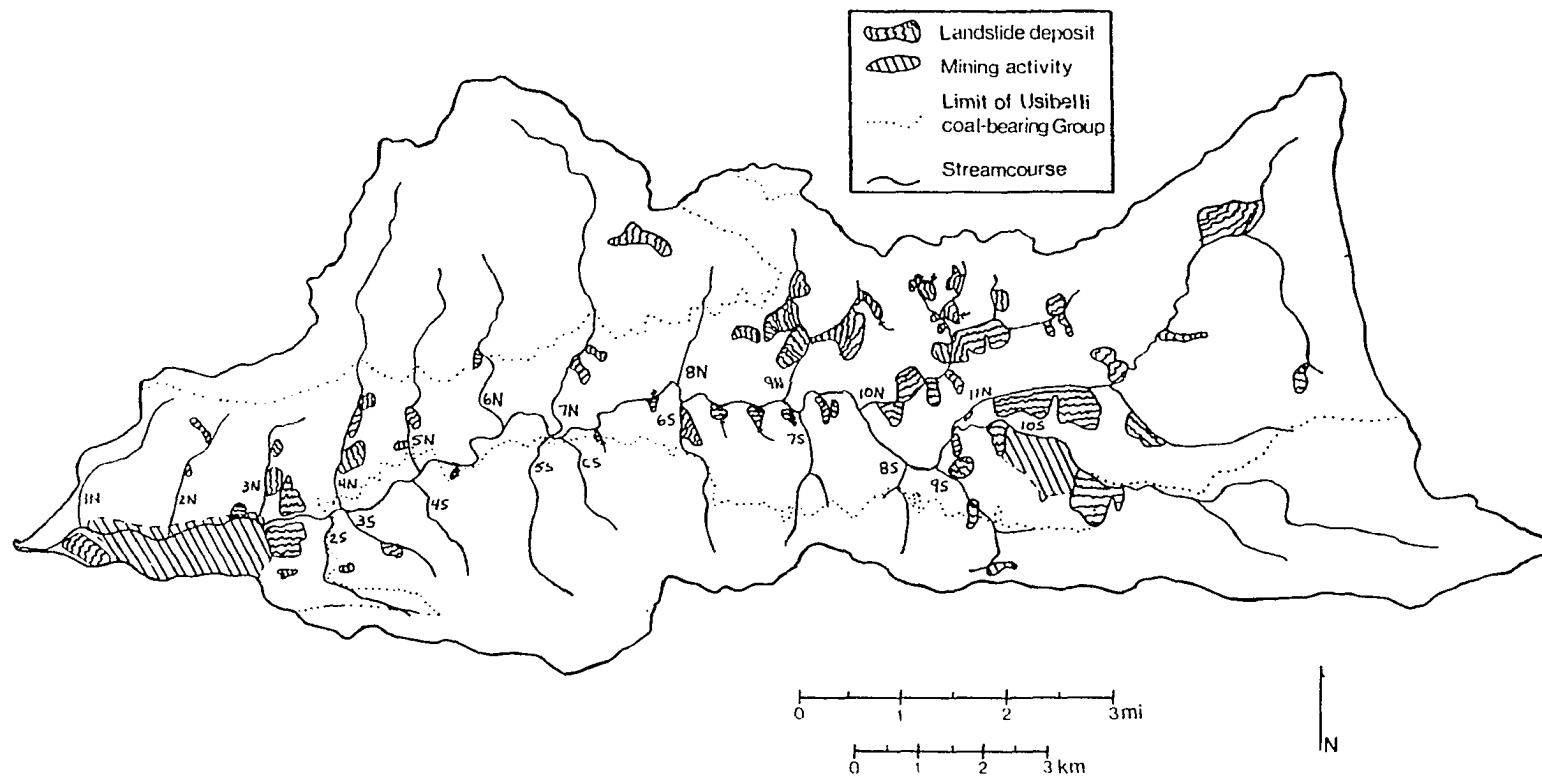 Landslide deposit
Mining activity
Limit of Usibelli
coal-bearing Group
Streamcourse
8N
9N
10N
6N
7N
11N
6S
10S
7S
5N
5S
CS
8S
3N
4N
9S
1N
2N
4S
3S
2S
0 1 2 3 mi
0 1 2 3 km
N